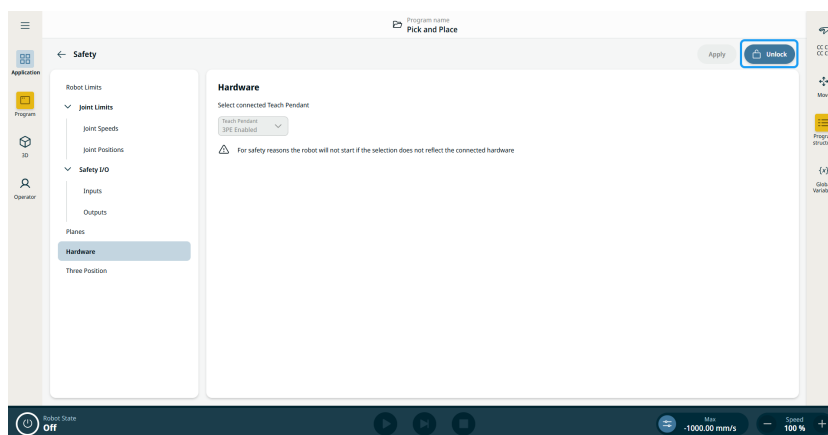 Program name
Pick and Place
Safety
Apply
Unlock
Application
Program
3D
Operator
Robot Limits
Joint Limits
Joint Speeds
Joint Positions
Safety I/O
Inputs
Outputs
Planes
Hardware
Three Position
Hardware
Select connected Teach Pendant
Teach Pendant
3PE Enabled
For safety reasons the robot will not start if the selection does not reflect the connected hardware
{x}
Robot State
Off
Max
-1000.00 mm/s
Speed
100 %